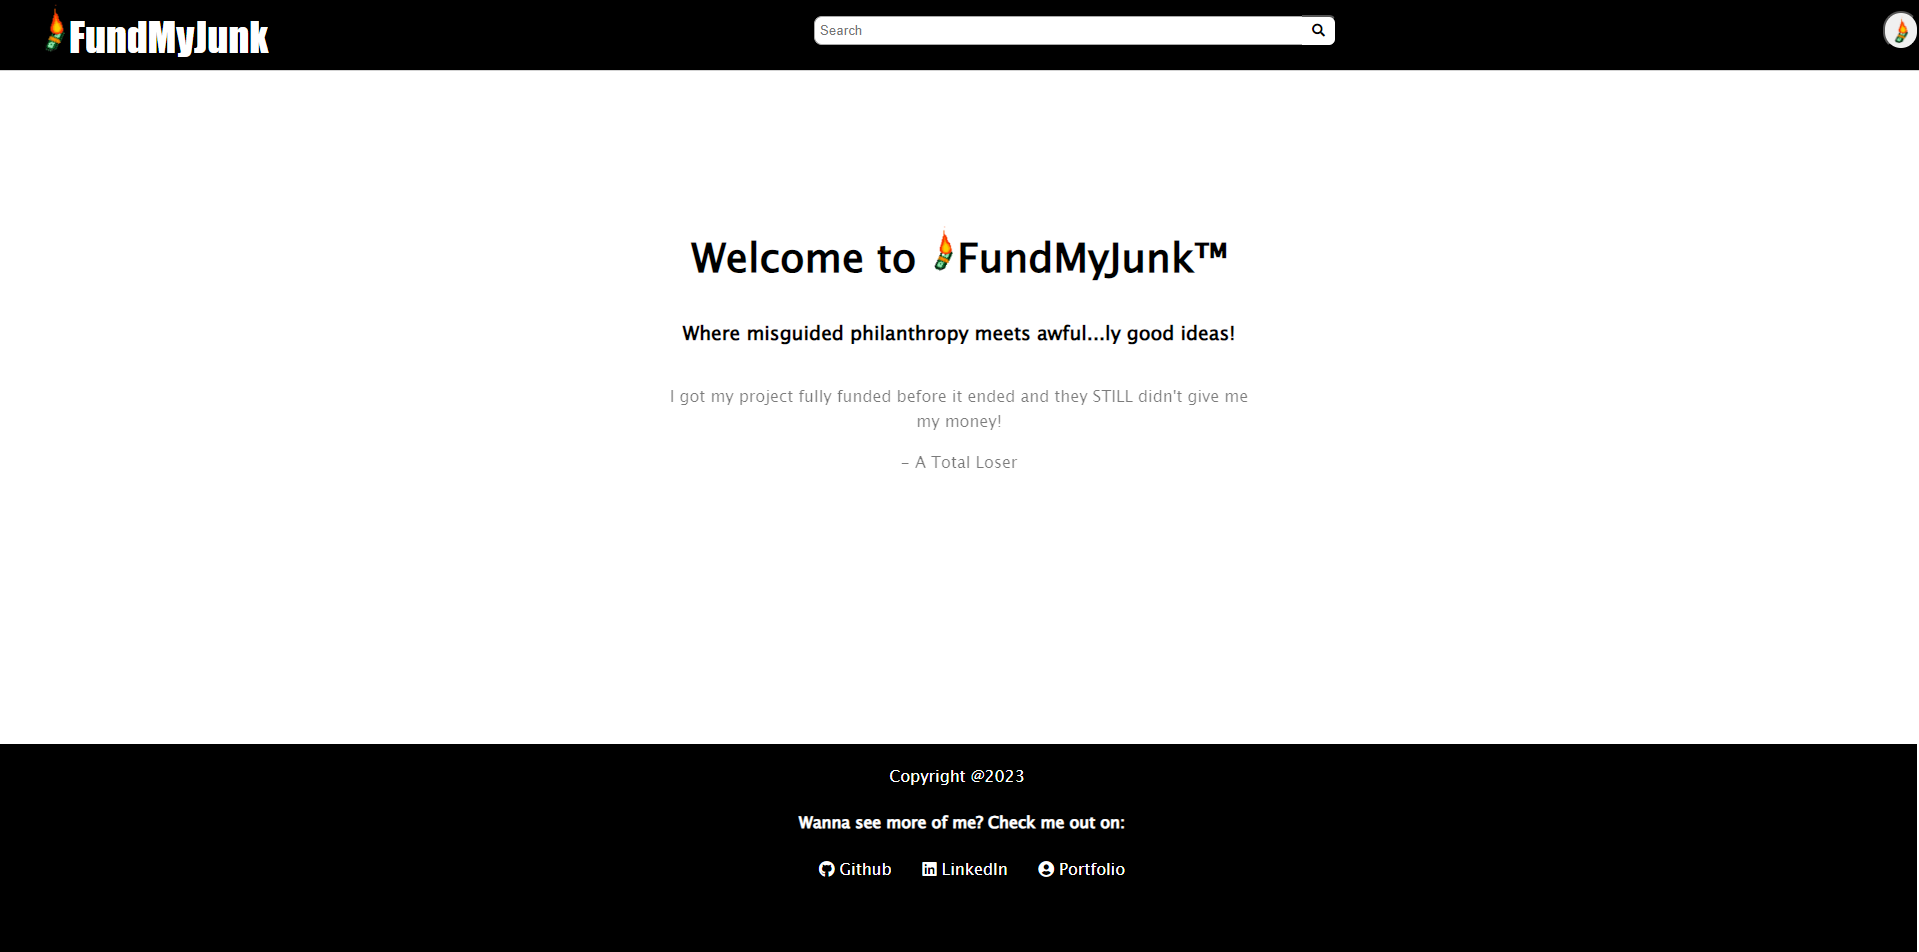 FundMyJunk
Search
Welcome to FundMyJunk™
Where misguided philanthropy meets awful...ly good ideas!
I got my project fully funded before it ended and they STILL didn't give me
my money!
- A Total Loser
Copyright @2023
Wanna see more of me? Check me out on:
Github LinkedIn Portfolio